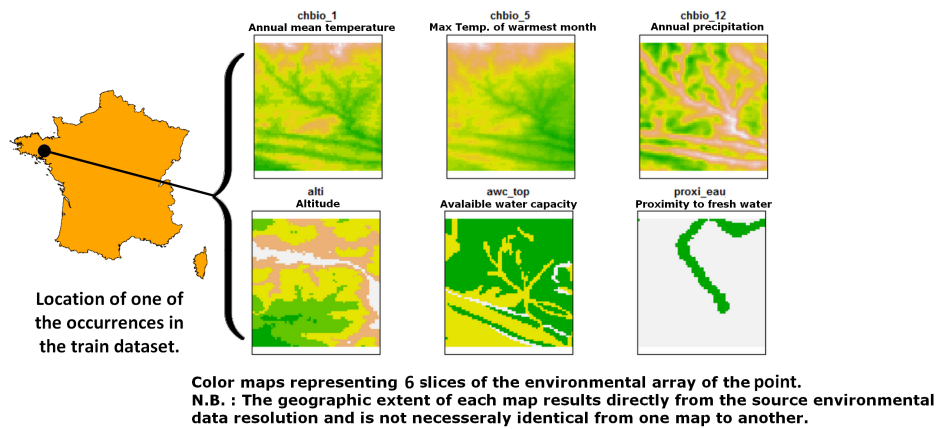 chbio_1
Annual mean temperature
chbio_5
Max Temp. of warmest month
chbio_12
Annual precipitation
alti
Altitude
awc_top
Avalaible water capacity
proxi_eau
Proximity to fresh water
Location of one of
the occurrences in
the train dataset.
Color maps representing 6 slices of the environmental array of the point.
N.B. : The geographic extent of each map results directly from the source environmental
data resolution and is not necesseraly identical from one map to another.